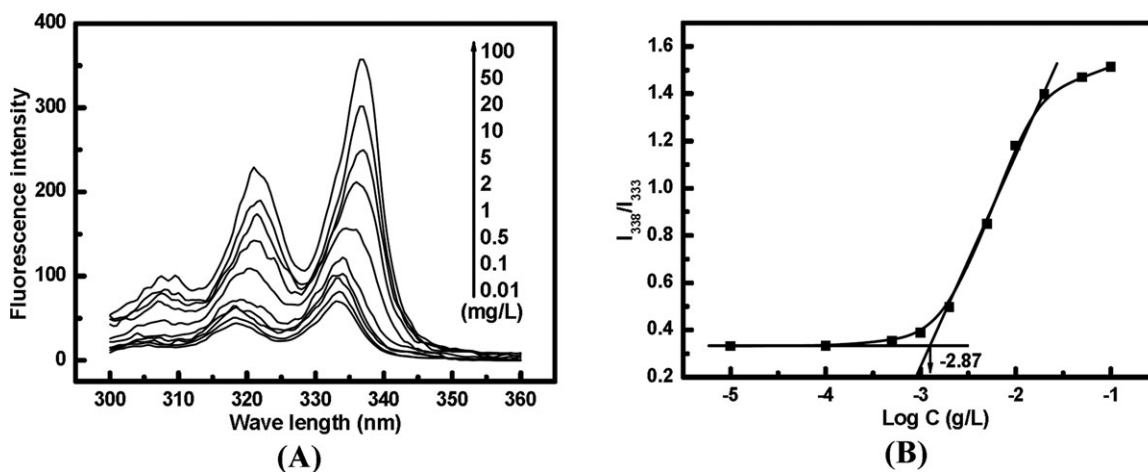 400
300
200
100
0
Fluorescence intensity
300 310 320 330 340 350 360
Wave length (nm)
100
50
20
10
5
2
1
0.5
0.1
0.01
(mg/L)
(A)
1.6
1.4
1.2
1.0
0.8
0.6
0.4
0.2
I338/I333
-2.87
-5 -4 -3 -2 -1
Log C (g/L)
(B)